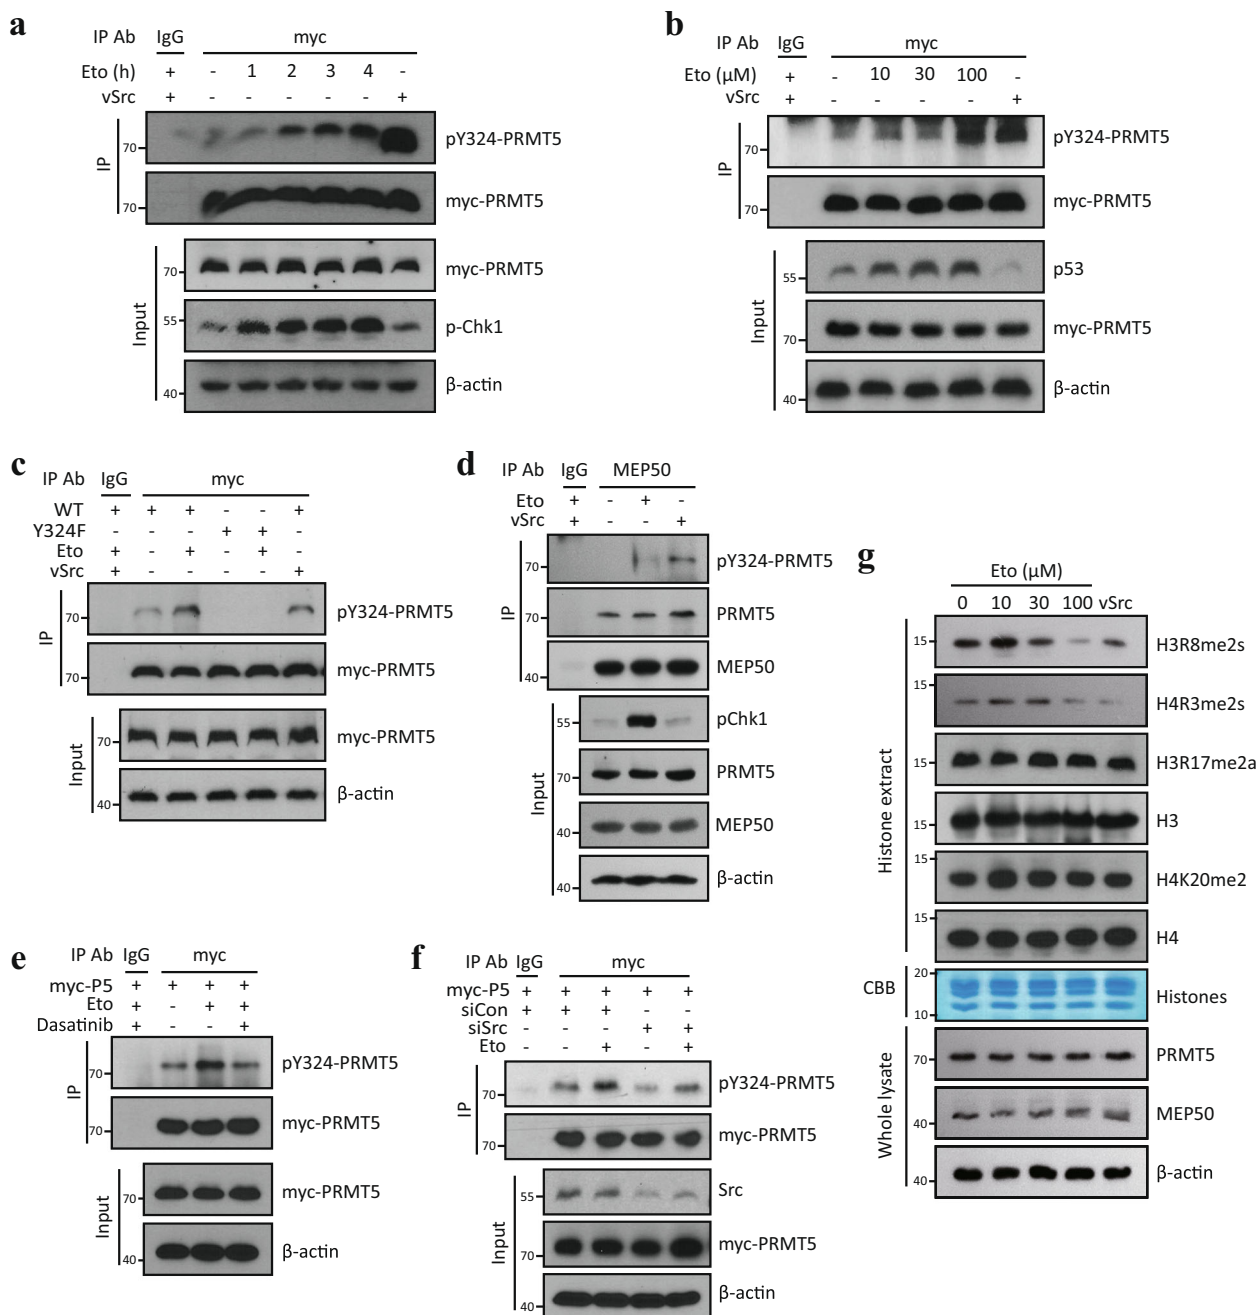 a
IP Ab IgG myc
Eto (h) + - 1 2 3 4 -
vSrc + - - - - - +
IP
70 pY324-PRMT5
70 myc-PRMT5
Input
70 myc-PRMT5
55 p-Chk1
40 β-actin
b
IP Ab IgG myc
Eto (μM) + - 10 30 100 -
vSrc + - - - - +
IP
70 pY324-PRMT5
70 myc-PRMT5
Input
55 p53
70 myc-PRMT5
40 β-actin
c
IP Ab IgG myc
WT + + + - - +
Y324F - - - + + -
Eto + - + - + -
vSrc + - - - - +
IP
70 pY324-PRMT5
70 myc-PRMT5
Input
70 myc-PRMT5
40 β-actin
d
IP Ab IgG MEP50
Eto + - + -
vSrc + - - +
IP
70 pY324-PRMT5
70 PRMT5
40 MEP50
Input
55 pChk1
70 PRMT5
40 MEP50
40 β-actin
e
IP Ab IgG myc
myc-P5 + + + +
Eto + - + +
Dasatinib + - - +
IP
70 pY324-PRMT5
70 myc-PRMT5
Input
70 myc-PRMT5
40 β-actin
f
IP Ab IgG myc
myc-P5 + + + + +
siCon + + + - -
siSrc - - - + +
Eto - - + - +
IP
70 pY324-PRMT5
70 myc-PRMT5
Input
55 Src
70 myc-PRMT5
40 β-actin
g
Eto (μM)
0 10 30 100 vSrc
Histone extract
15 H3R8me2s
15 H4R3me2s
15 H3R17me2a
15 H3
15 H4K20me2
15 H4
CBB
20
10 Histones
Whole lysate
70 PRMT5
40 MEP50
40 β-actin